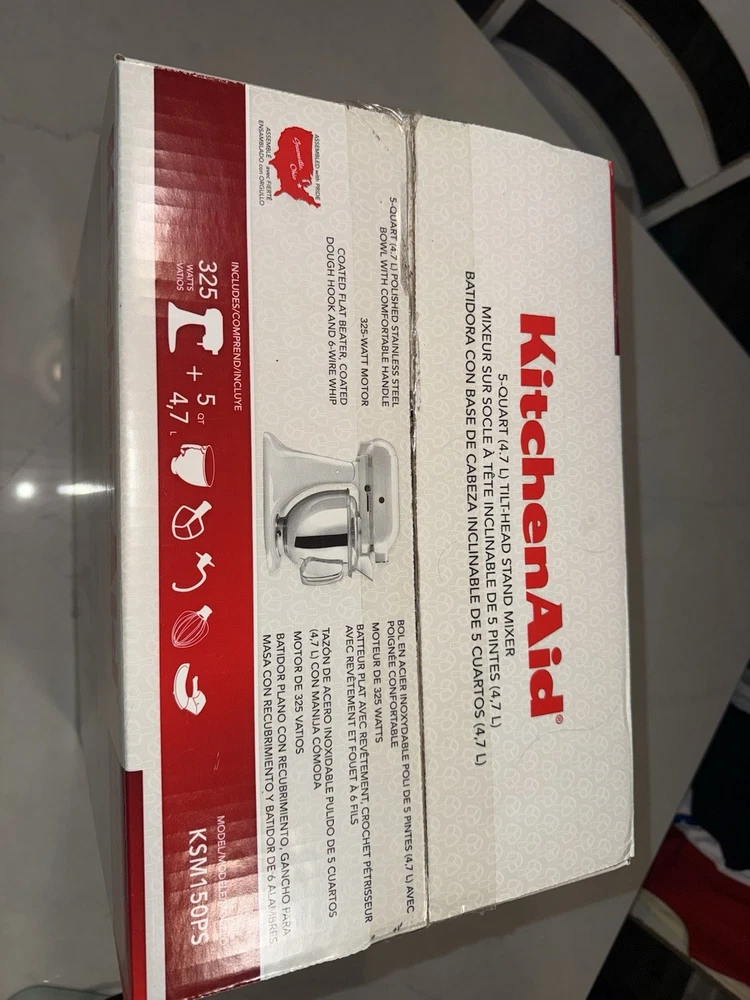 KitchenAid®
5-QUART (4.7 L) TILT-HEAD STAND MIXER
MIXEUR SUR SOCLE À TÊTE INCLINABLE DE 5 PINTES (4,7 L)
BATIDORA CON BASE DE CABEZA INCLINABLE DE 5 CUARTOS (4,7 L)
5-QUART (4.7 L) POLISHED STAINLESS STEEL
BOWL WITH COMFORTABLE HANDLE
325-WATT MOTOR
COATED FLAT BEATER, COATED
DOUGH HOOK AND 6-WIRE WHIP
BOL EN ACIER INOXYDABLE POLI DE 5 PINTES (4,7 L) AVEC
POIGNÉE CONFORTABLE
MOTEUR DE 325 WATTS
BATTEUR PLAT AVEC REVÊTEMENT, CROCHET PÉTRISSEUR
AVEC REVÊTEMENT ET FOUET À 6 FILS
TAZÓN DE ACERO INOXIDABLE PULIDO DE 5 CUARTOS
(4,7 L) CON MANIJA CÓMODA
MOTOR DE 325 VATIOS
BATIDOR PLANO CON RECUBRIMIENTO, GANCHO PARA
MASA CON RECUBRIMIENTO Y BATIDOR DE 6 ALAMBRES
ASSEMBLED with PRIDE
Greenville,
Ohio
ASSEMBLÉ avec FIERTÉ
ENSAMBLADO con ORGULLO
INCLUDES/COMPREND/INCLUYE
325
WATTS
VATIOS
+
5 QT
4,7 L
MODEL/MODÈLE
KSM150PS